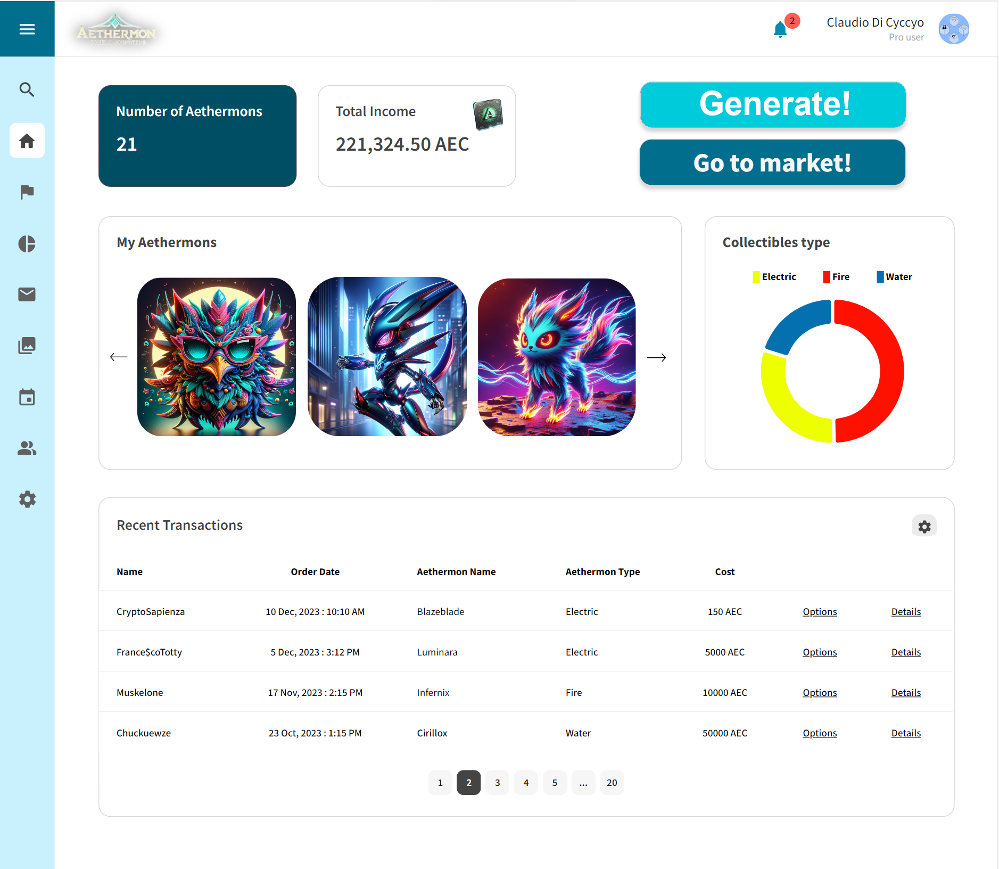 AETHERMON
2
Claudio Di Cyccyo
Pro user
Number of Aethermons
21
Total Income
221,324.50 AEC
Generate!
Go to market!
My Aethermons
Collectibles type
Electric Fire Water
Recent Transactions
Name Order Date Aethermon Name Aethermon Type Cost
CryptoSapienza 10 Dec, 2023 : 10:10 AM Blazeblade Electric 150 AEC Options Details
France$coTotty 5 Dec, 2023 : 3:12 PM Luminara Electric 5000 AEC Options Details
Muskelone 17 Nov, 2023 : 2:15 PM Infernix Fire 10000 AEC Options Details
Chuckuewze 23 Oct, 2023 : 1:15 PM Cirillox Water 50000 AEC Options Details
1 2 3 4 5 ... 20